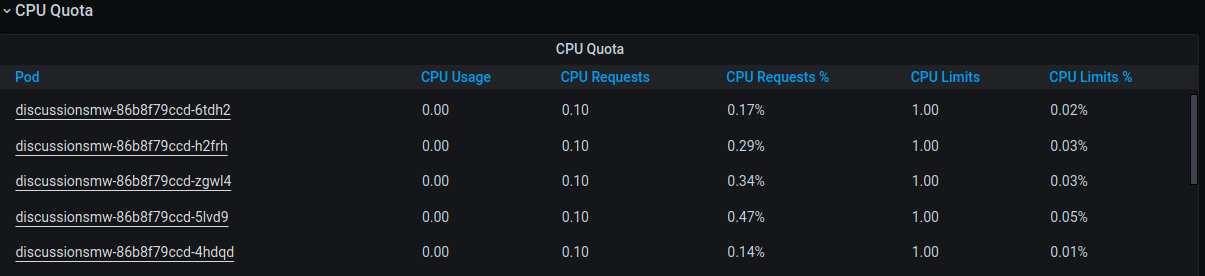 CPU Quota
CPU Quota
Pod CPU Usage CPU Requests CPU Requests % CPU Limits CPU Limits %
discussionsmw-86b8f79ccd-6tdh2 0.00 0.10 0.17% 1.00 0.02%
discussionsmw-86b8f79ccd-h2frh 0.00 0.10 0.29% 1.00 0.03%
discussionsmw-86b8f79ccd-zgwl4 0.00 0.10 0.34% 1.00 0.03%
discussionsmw-86b8f79ccd-5lvd9 0.00 0.10 0.47% 1.00 0.05%
discussionsmw-86b8f79ccd-4hdqd 0.00 0.10 0.14% 1.00 0.01%